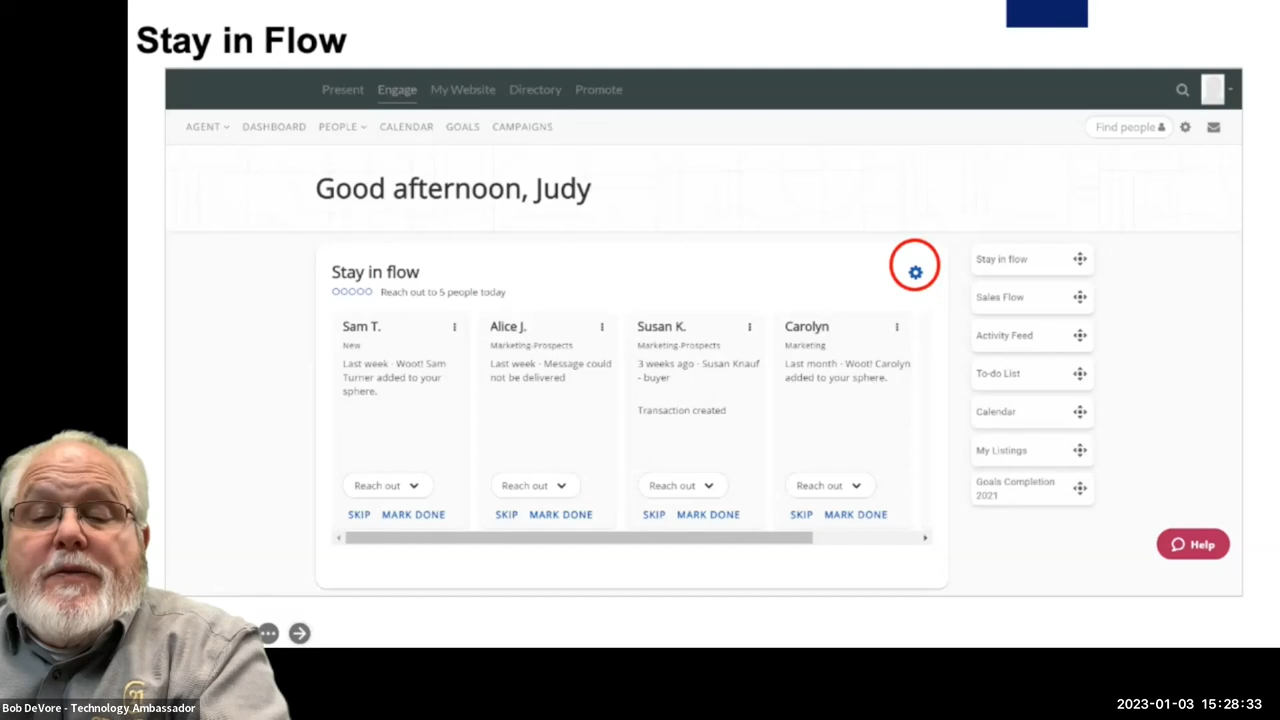 Stay in Flow
Present Engage My Website Directory Promote
AGENT DASHBOARD PEOPLE CALENDAR GOALS CAMPAIGNS
Find people
Good afternoon, Judy
Stay in flow
Reach out to 5 people today
Sam T.
New
Last week · Woot! Sam
Turner added to your
sphere.
Reach out
SKIP MARK DONE
Alice J.
Marketing-Prospects
Last week · Message could
not be delivered
Reach out
SKIP MARK DONE
Susan K.
Marketing-Prospects
3 weeks ago · Susan Knauf
- buyer
Transaction created
Reach out
SKIP MARK DONE
Carolyn
Marketing
Last month · Woot! Carolyn
added to your sphere.
Reach out
SKIP MARK DONE
Stay in flow
Sales Flow
Activity Feed
To-do List
Calendar
My Listings
Goals Completion
2021
Help
Bob DeVore - Technology Ambassador
2023-01-03 15:28:33